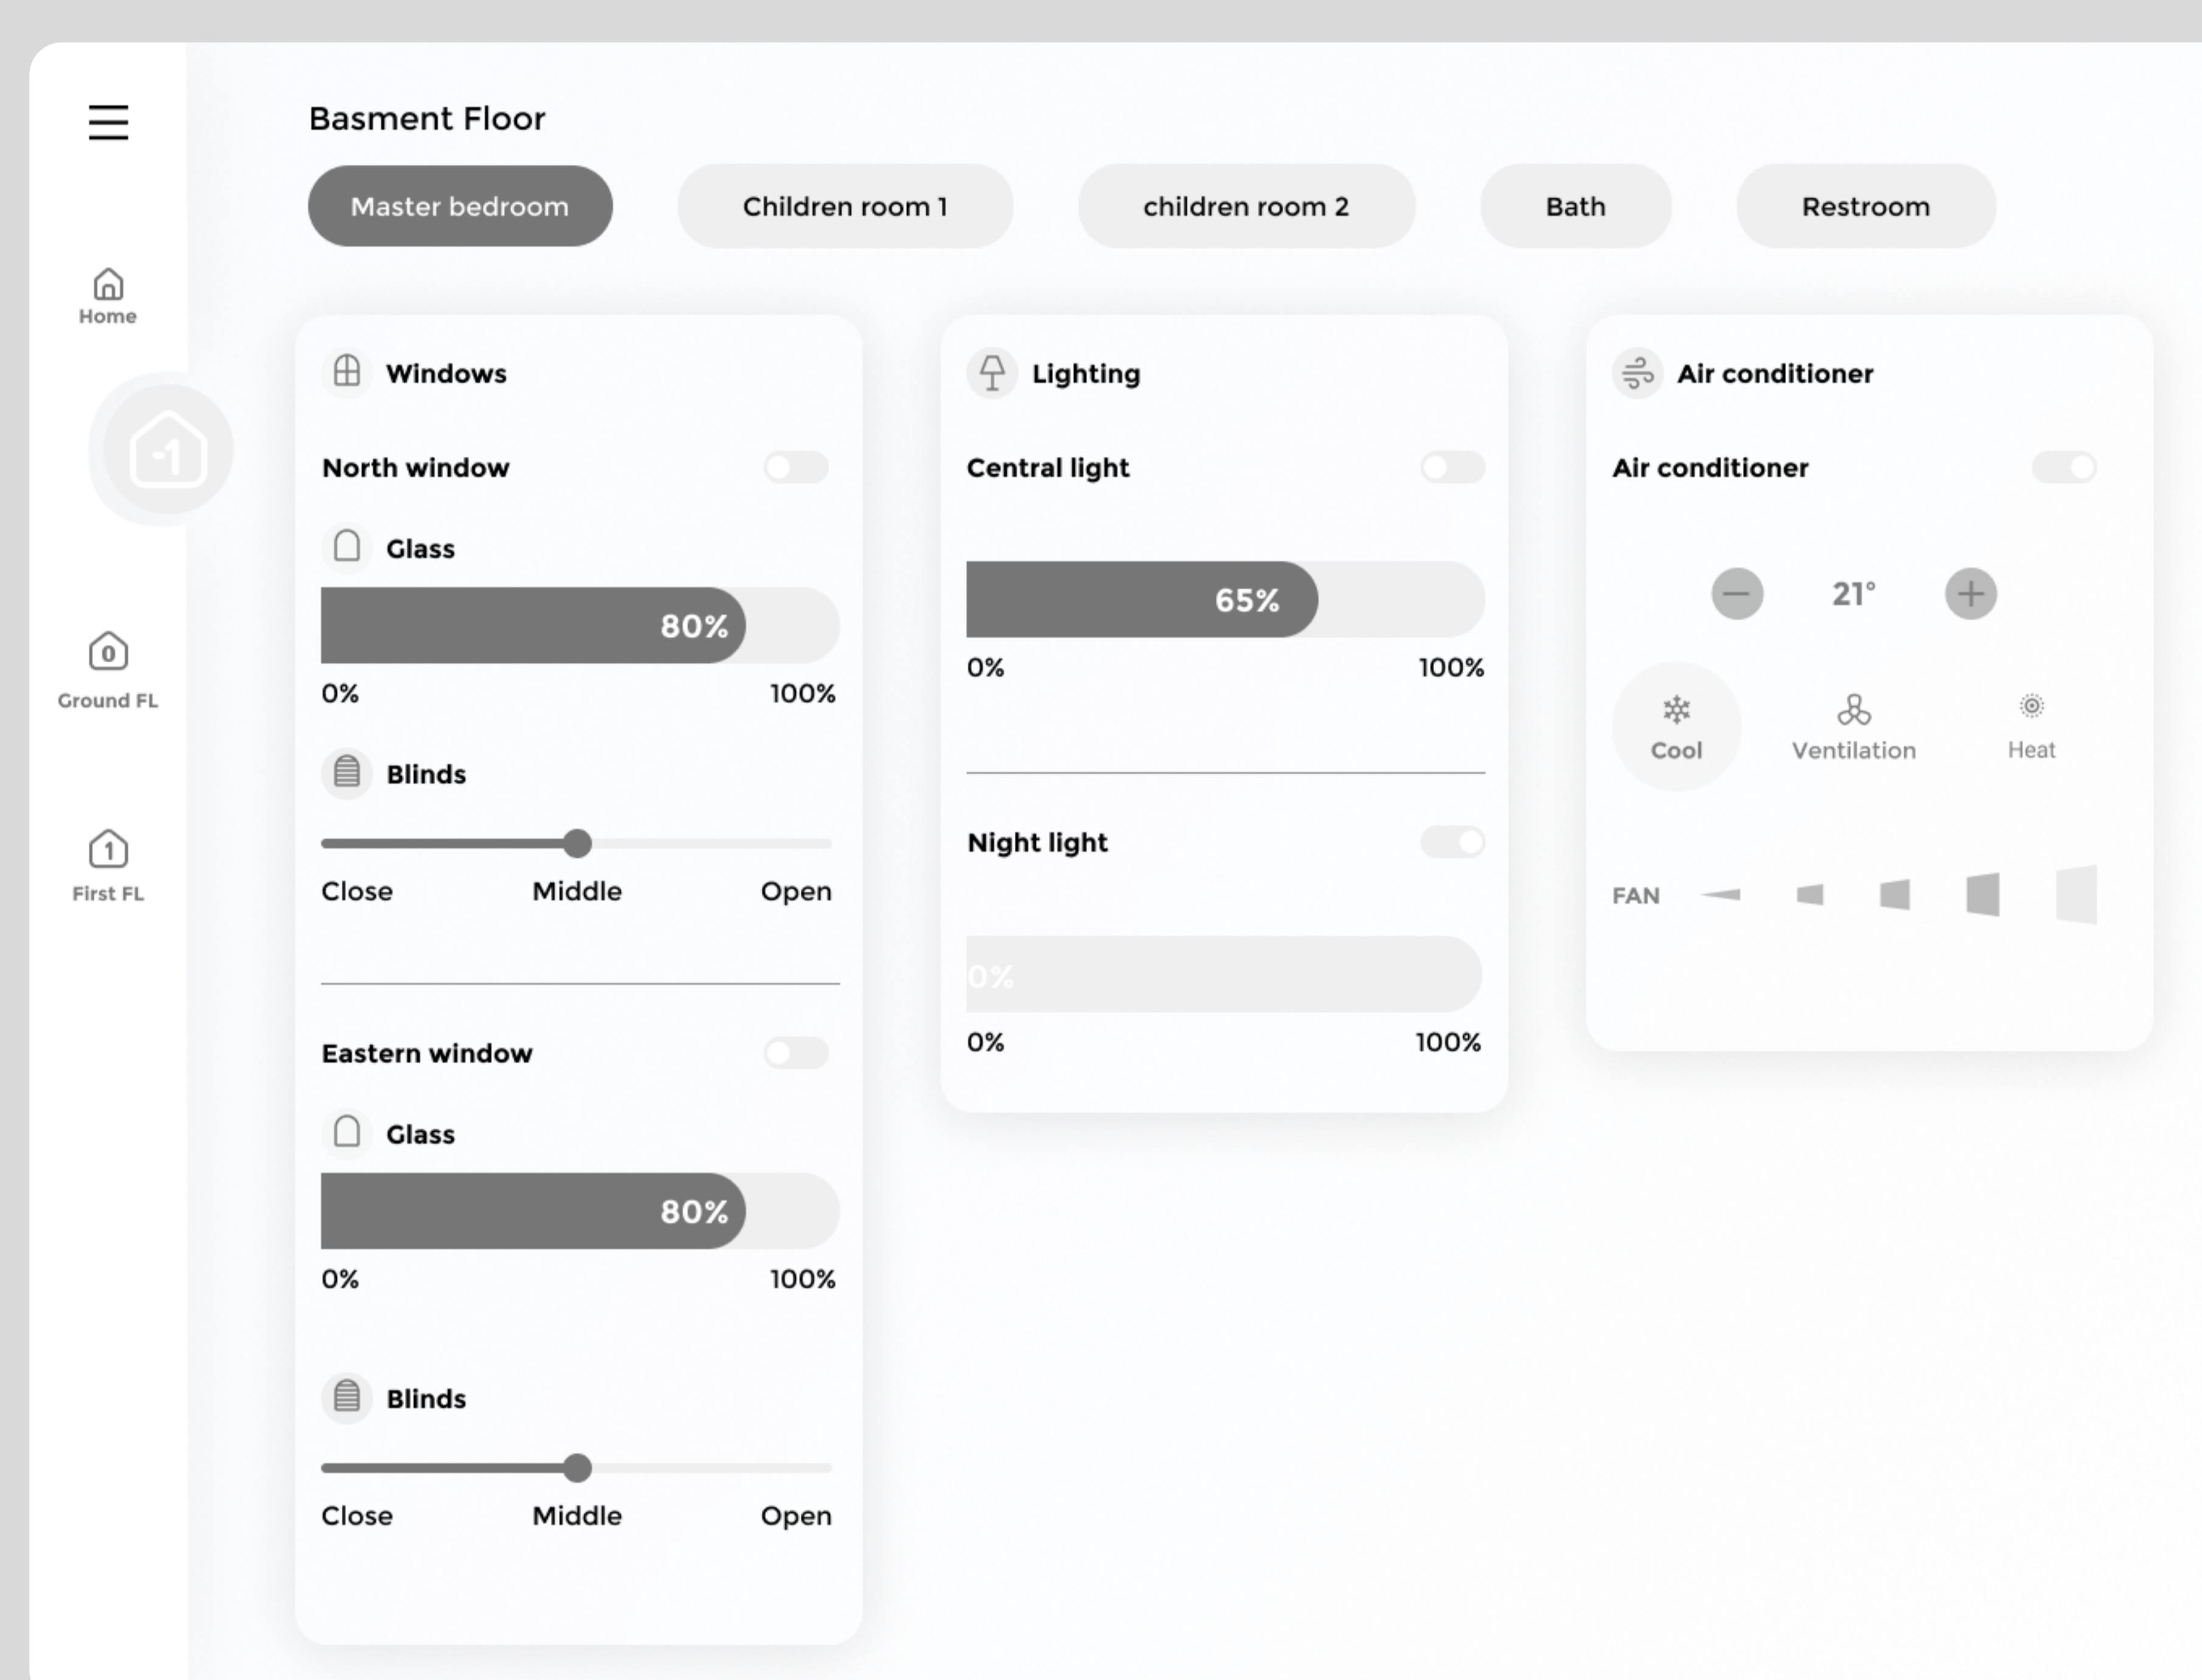 Basment Floor
Master bedroom
Children room 1
children room 2
Bath
Restroom
Home
-1
0
Ground FL
1
First FL
Windows
North window
Glass
80%
0% 100%
Blinds
Close Middle Open
Eastern window
Glass
80%
0% 100%
Blinds
Close Middle Open
Lighting
Central light
65%
0% 100%
Night light
0%
0% 100%
Air conditioner
Air conditioner
21°
Cool Ventilation Heat
FAN